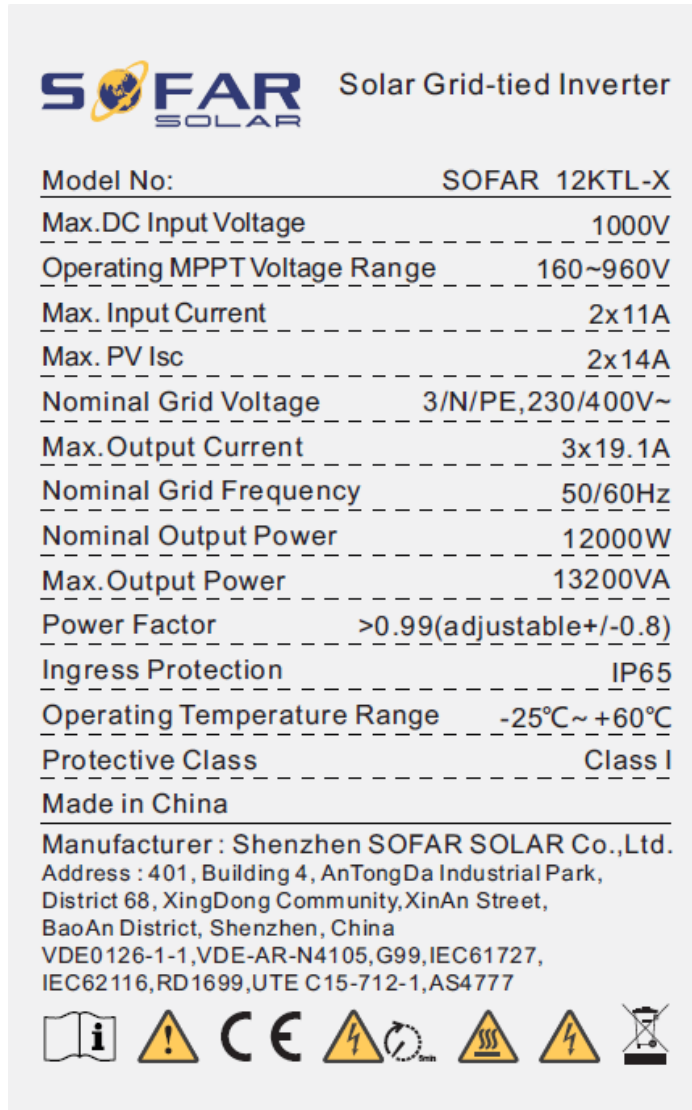 SOFAR
SOLAR
Solar Grid-tied Inverter
Model No: SOFAR 12KTL-X
Max.DC Input Voltage 1000V
Operating MPPT Voltage Range 160~960V
Max. Input Current 2x11A
Max. PV Isc 2x14A
Nominal Grid Voltage 3/N/PE,230/400V~
Max.Output Current 3x19.1A
Nominal Grid Frequency 50/60Hz
Nominal Output Power 12000W
Max.Output Power 13200VA
Power Factor >0.99(adjustable+/-0.8)
Ingress Protection IP65
Operating Temperature Range -25℃~+60℃
Protective Class Class I
Made in China
Manufacturer : Shenzhen SOFAR SOLAR Co.,Ltd.
Address : 401, Building 4, AnTongDa Industrial Park,
District 68, XingDong Community,XinAn Street,
BaoAn District, Shenzhen, China
VDE0126-1-1,VDE-AR-N4105,G99,IEC61727,
IEC62116,RD1699,UTE C15-712-1,AS4777
i ! CE 5min